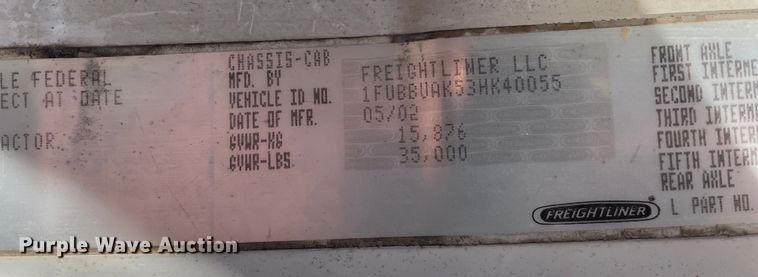 CHASSIS-CAB
LE FEDERAL MFD. BY FREIGHTLINER LLC
ECT AT DATE VEHICLE ID NO. 1FUBBUAK53HK40055
DATE OF MFR. 05/02
ACTOR. GVWR-KG 15,876
GVWR-LBS. 35,000
FRONT AXLE
FIRST INTERME
SECOND INTERM
THIRD INTERME
FOURTH INTERM
FIFTH INTERME
REAR AXLE
FREIGHTLINER
L PART NO.
Purple Wave Auction